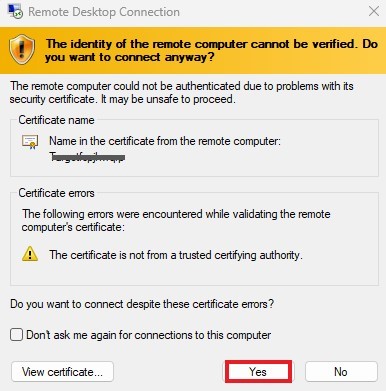 Remote Desktop Connection
The identity of the remote computer cannot be verified. Do
you want to connect anyway?
The remote computer could not be authenticated due to problems with its
security certificate. It may be unsafe to proceed.
Certificate name
Name in the certificate from the remote computer:
Certificate errors
The following errors were encountered while validating the remote
computer's certificate:
The certificate is not from a trusted certifying authority.
Do you want to connect despite these certificate errors?
Don't ask me again for connections to this computer
View certificate...
Yes
No